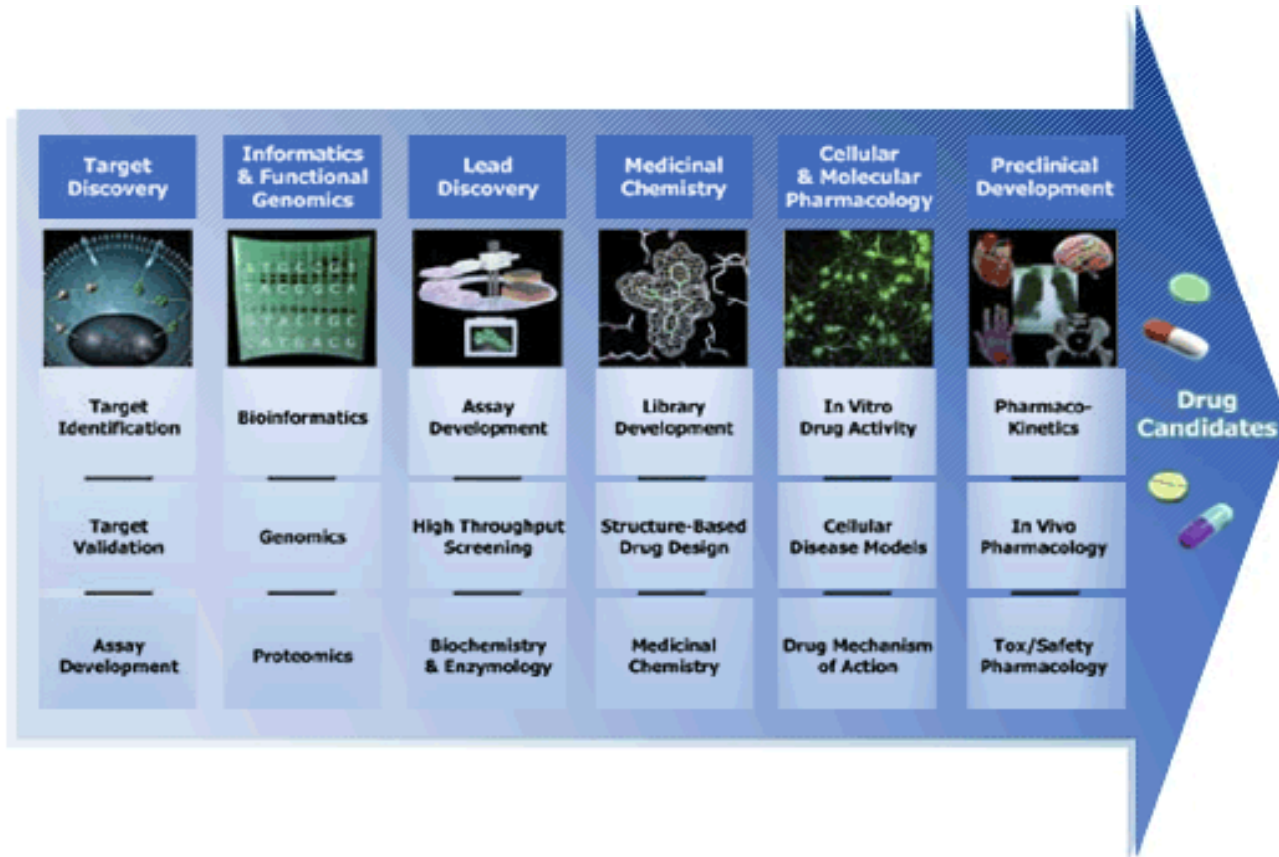 Target
Discovery
Informatics
& Functional
Genomics
Lead
Discovery
Medicinal
Chemistry
Cellular
& Molecular
Pharmacology
Preclinical
Development
Target
Identification
Bioinformatics
Assay
Development
Library
Development
In Vitro
Drug Activity
Pharmaco-
Kinetics
Target
Validation
Genomics
High Throughput
Screening
Structure-Based
Drug Design
Cellular
Disease Models
In Vivo
Pharmacology
Assay
Development
Proteomics
Biochemistry
& Enzymology
Medicinal
Chemistry
Drug Mechanism
of Action
Tox/Safety
Pharmacology
Drug
Candidates